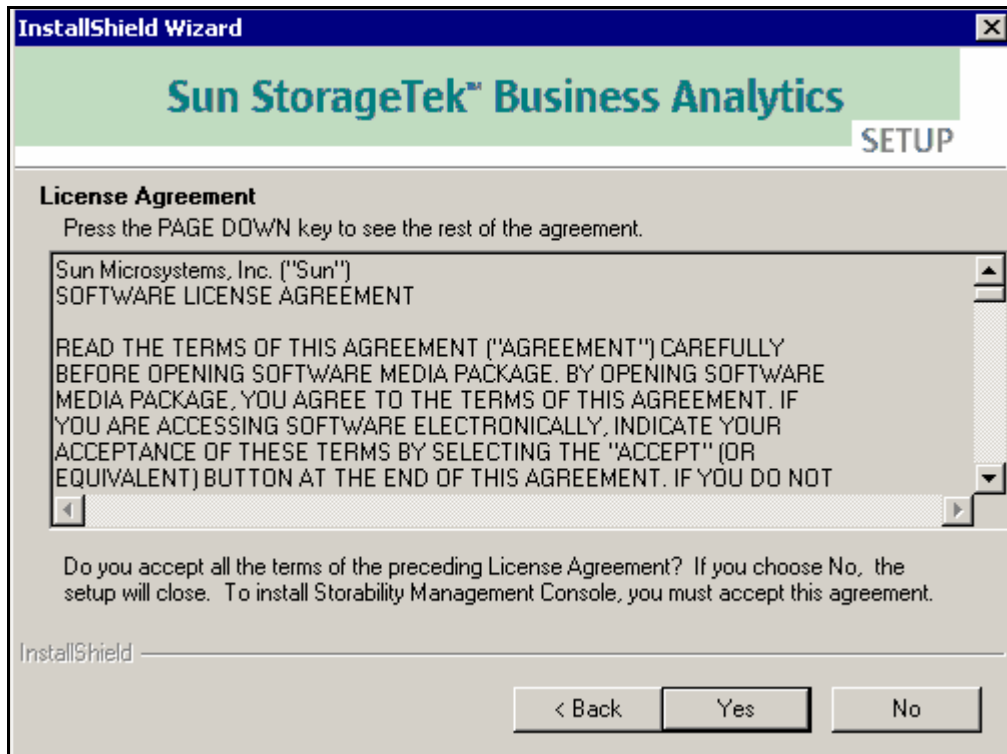 InstallShield Wizard
Sun StorageTek™ Business Analytics
SETUP
License Agreement
Press the PAGE DOWN key to see the rest of the agreement.
Sun Microsystems, Inc. ("Sun")
SOFTWARE LICENSE AGREEMENT
READ THE TERMS OF THIS AGREEMENT ("AGREEMENT") CAREFULLY
BEFORE OPENING SOFTWARE MEDIA PACKAGE. BY OPENING SOFTWARE
MEDIA PACKAGE, YOU AGREE TO THE TERMS OF THIS AGREEMENT. IF
YOU ARE ACCESSING SOFTWARE ELECTRONICALLY, INDICATE YOUR
ACCEPTANCE OF THESE TERMS BY SELECTING THE "ACCEPT" (OR
EQUIVALENT) BUTTON AT THE END OF THIS AGREEMENT. IF YOU DO NOT
Do you accept all the terms of the preceding License Agreement? If you choose No, the
setup will close. To install Storability Management Console, you must accept this agreement.
InstallShield
< Back
Yes
No